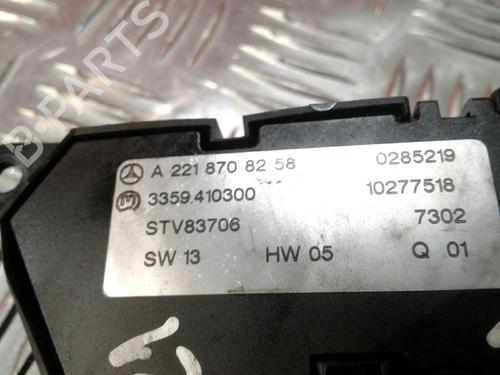 B-PARTS
A 221 870 82 58 0285219
3359.410300 10277518
STV83706 7302
SW 13 HW 05 Q 01